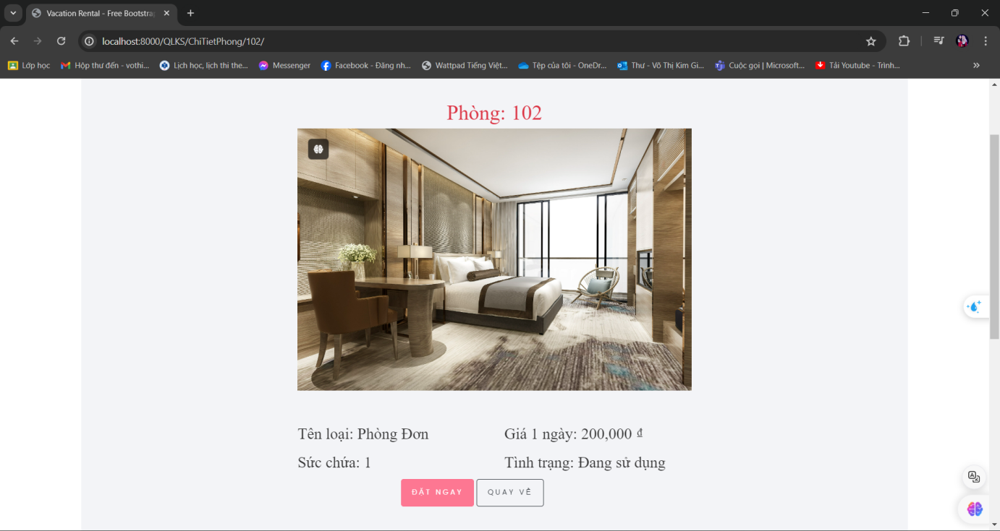 Vacation Rental - Free Bootstra
localhost:8000/QLKS/ChiTietPhong/102/
Lớp học
Hộp thư đến - vothi...
Lịch học, lịch thi the...
Messenger
Facebook - Đăng nh...
Wattpad Tiếng Việt...
Tệp của tôi - OneDr...
Thư - Võ Thị Kim Gi...
Cuộc gọi | Microsoft...
Tải Youtube - Trình...
Phòng: 102
Tên loại: Phòng Đơn
Giá 1 ngày: 200,000 ₫
Sức chứa: 1
Tình trạng: Đang sử dụng
ĐẶT NGAY
QUAY VỀ